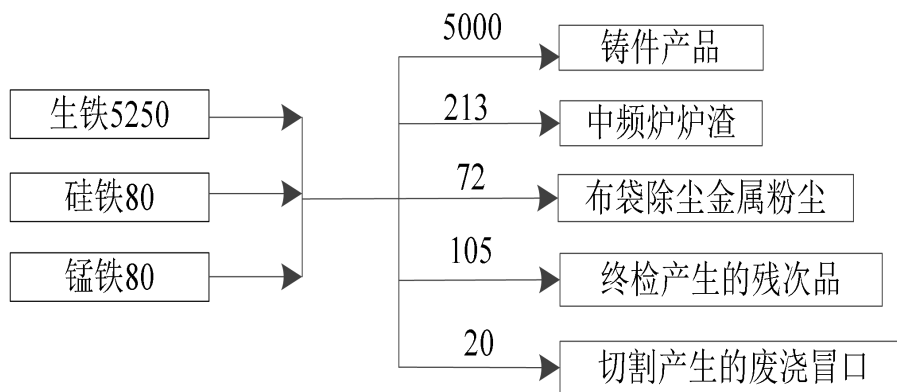 生铁5250
硅铁80
锰铁80
5000
铸件产品
213
中频炉炉渣
72
布袋除尘金属粉尘
105
终检产生的残次品
20
切割产生的废浇冒口